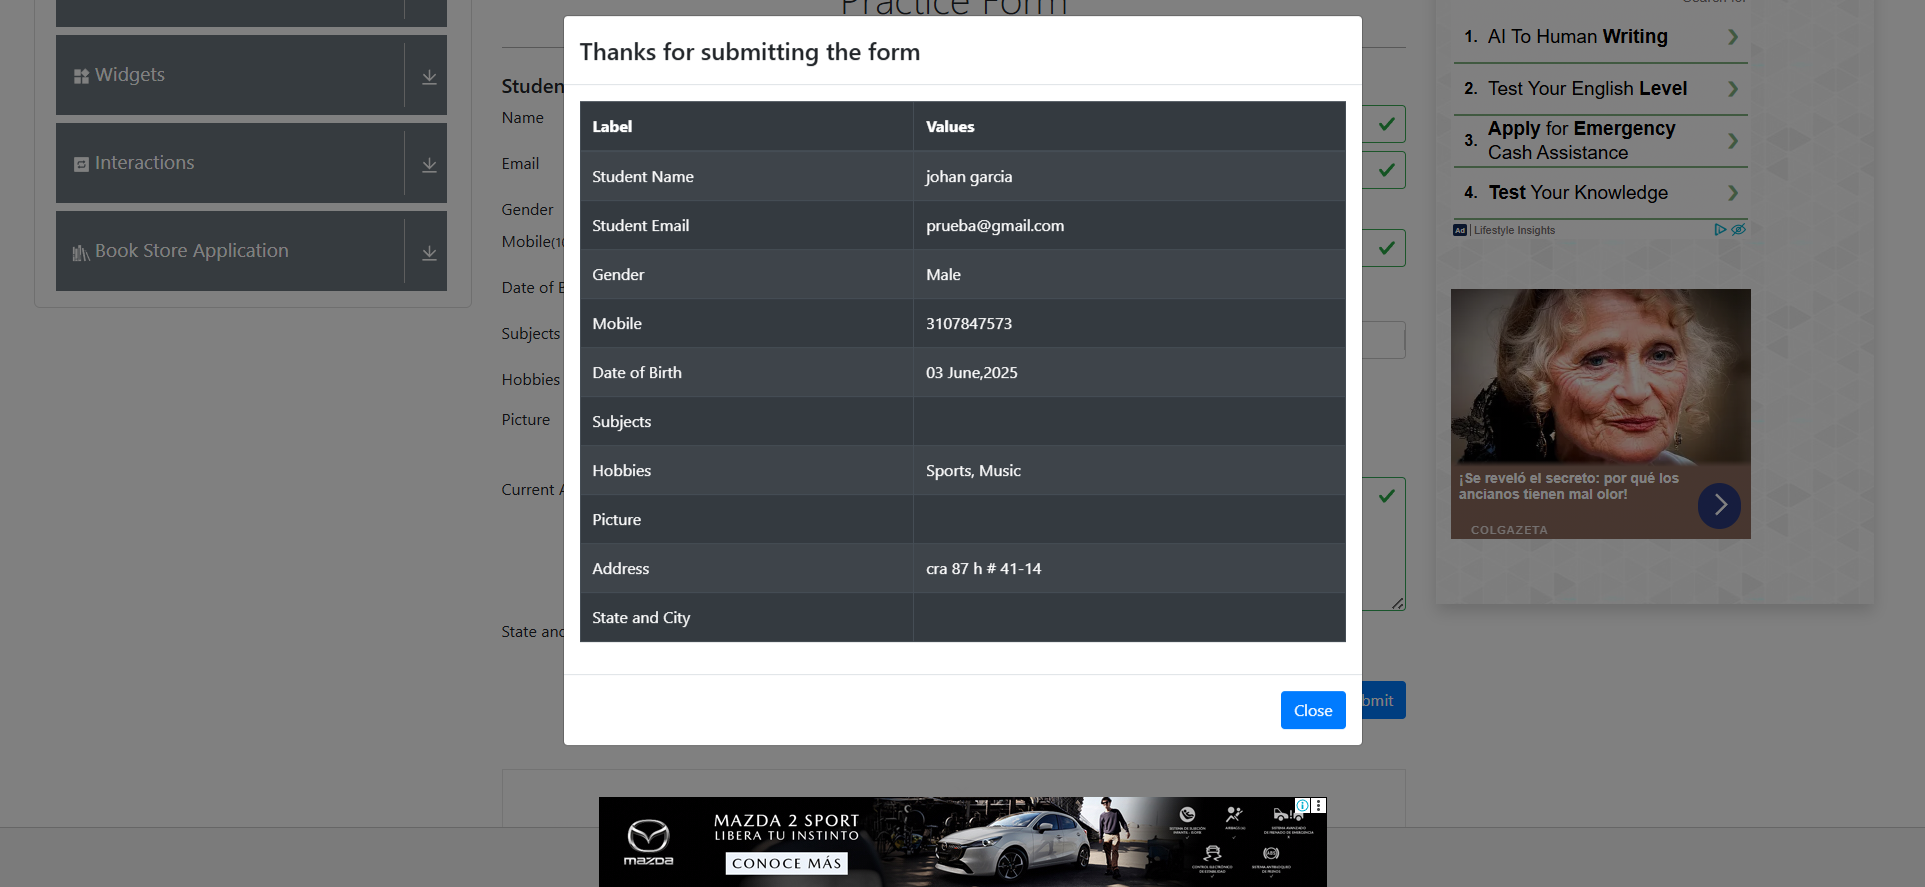 Practice Form
Widgets
Interactions
Book Store Application
Studen
Name
Email
Gender
Mobile(10
Date of B
Subjects
Hobbies
Picture
Current A
State and
Thanks for submitting the form
Label Values
Student Name johan garcia
Student Email prueba@gmail.com
Gender Male
Mobile 3107847573
Date of Birth 03 June,2025
Subjects
Hobbies Sports, Music
Picture
Address cra 87 h # 41-14
State and City
Close
bmit
Search for
1. AI To Human Writing
2. Test Your English Level
3. Apply for Emergency
Cash Assistance
4. Test Your Knowledge
Ad Lifestyle Insights
¡Se reveló el secreto: por qué los
ancianos tienen mal olor!
COLGAZETA
mazda
MAZDA 2 SPORT
LIBERA TU INSTINTO
CONOCE MÁS